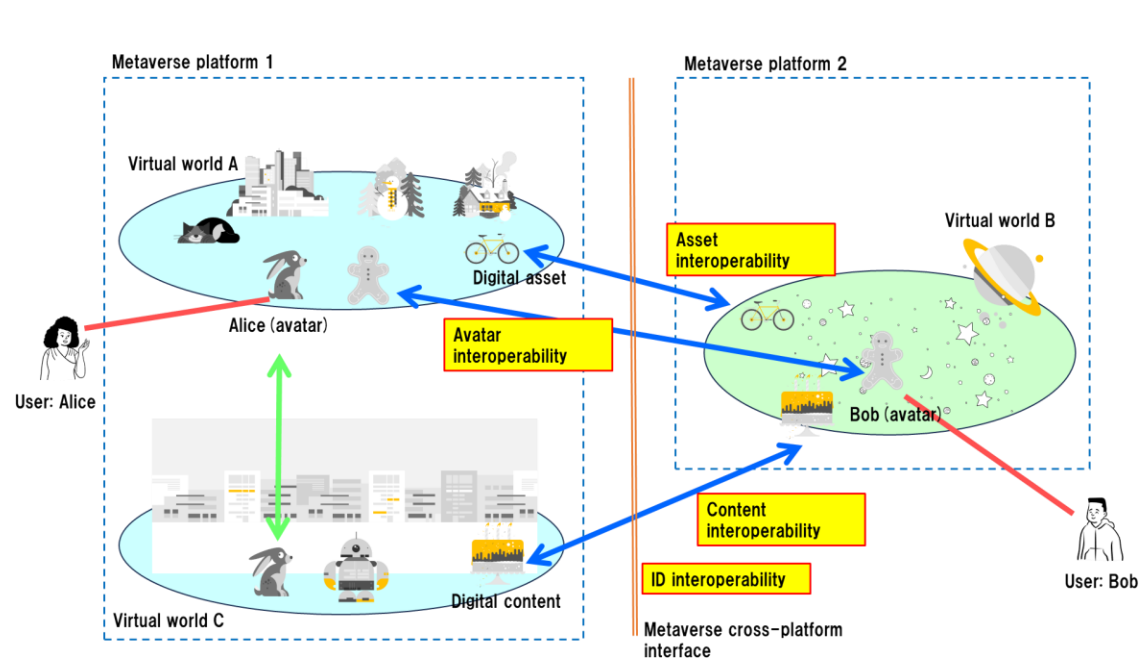 Metaverse platform 1
Metaverse platform 2
Virtual world A
Virtual world B
Asset
interoperability
Digital asset
Alice (avatar)
Avatar
interoperability
User: Alice
Bob (avatar)
Content
interoperability
ID interoperability
User: Bob
Digital content
Virtual world C
Metaverse cross-platform
interface